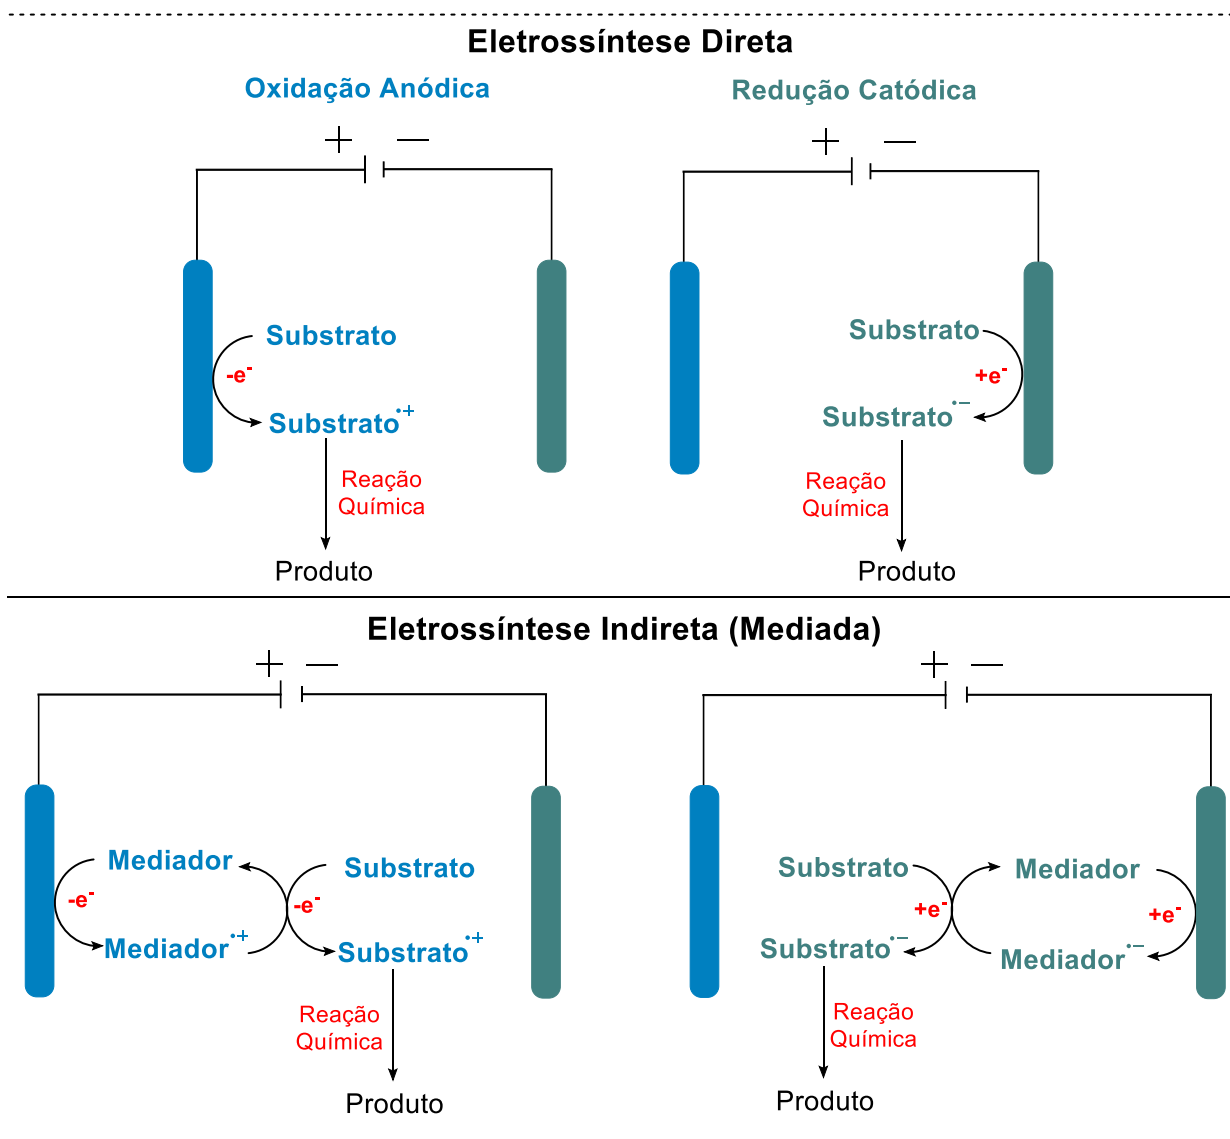 Eletrossíntese Direta
Oxidação Anódica
Redução Catódica
+ —
+ —
Substrato
-e-
Substrato•+
Reação
Química
Produto
Substrato
+e-
Substrato•–
Reação
Química
Produto
Eletrossíntese Indireta (Mediada)
+ —
+ —
Mediador
Substrato
-e-
-e-
Mediador•+
Substrato•+
Reação
Química
Produto
Substrato
Mediador
+e-
+e-
Substrato•–
Mediador•–
Reação
Química
Produto